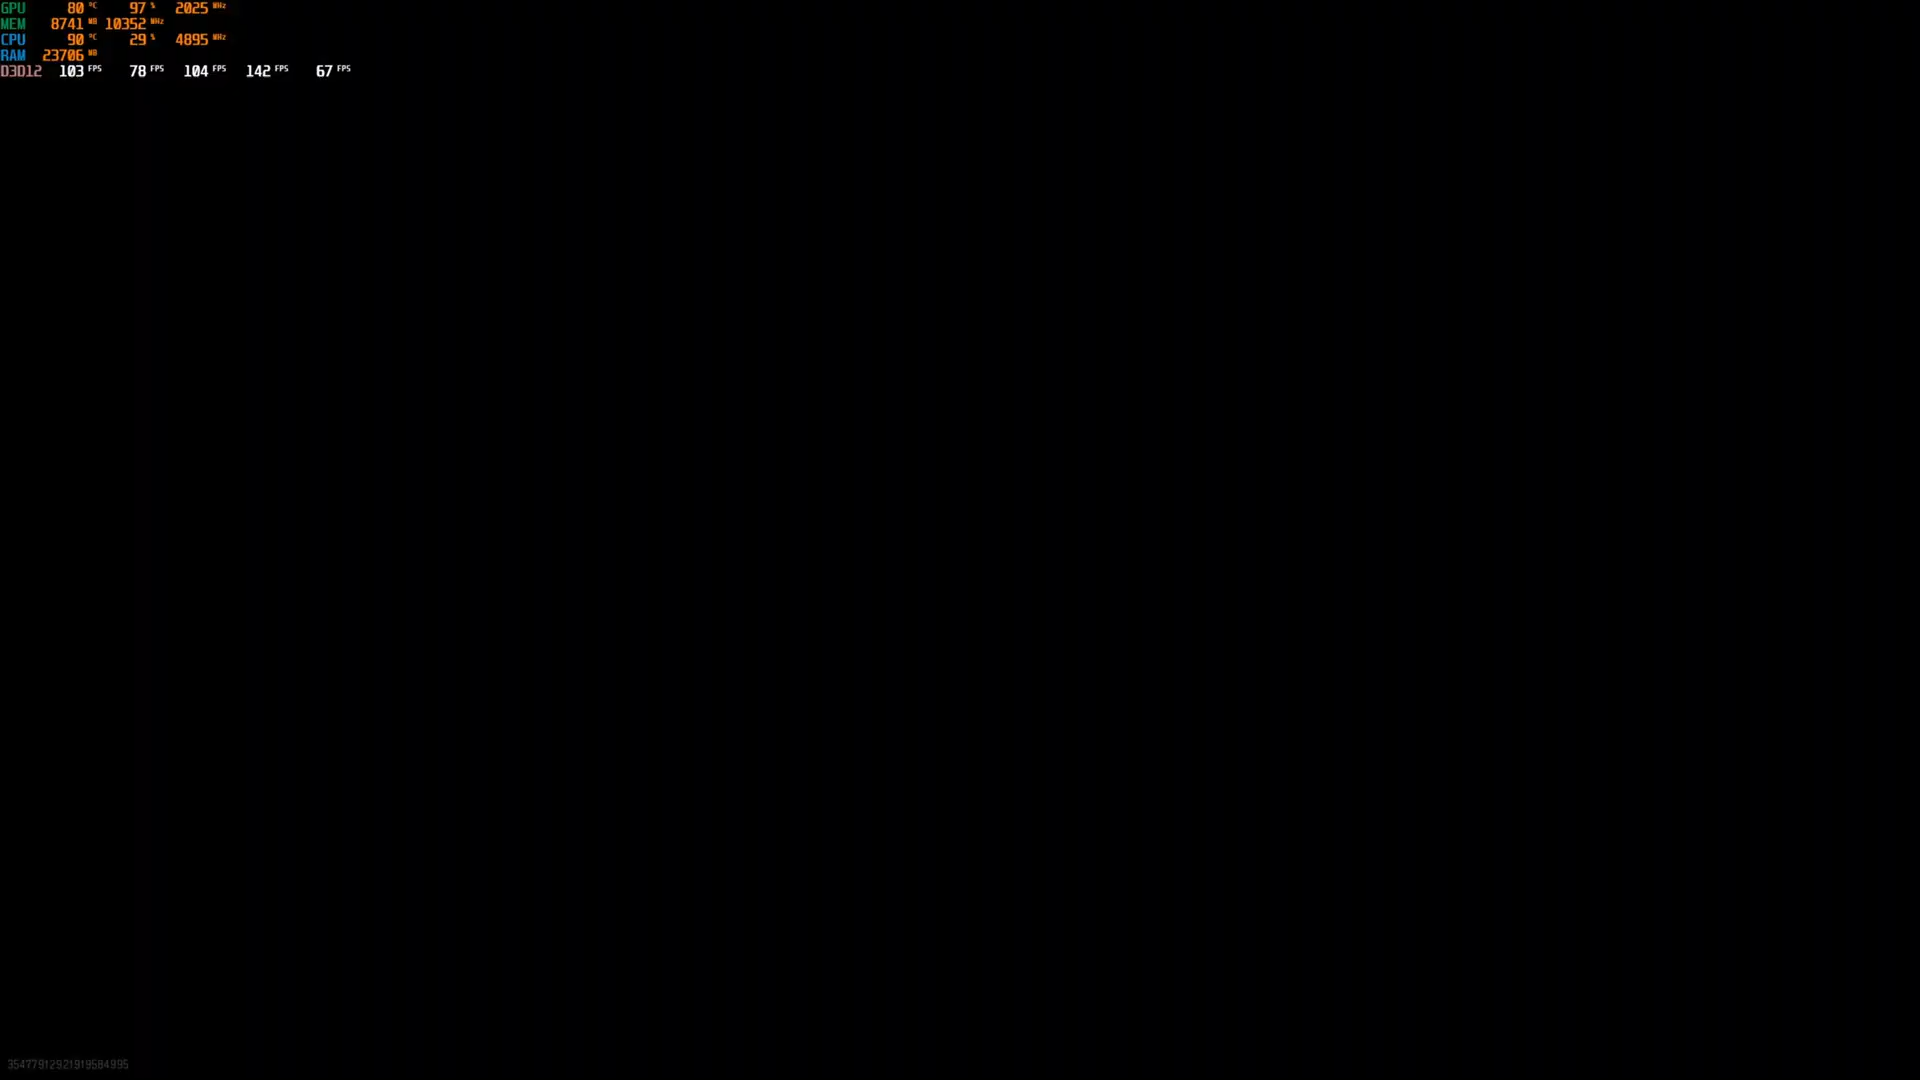 GPU 80 °C 97 % 2025 MHz
MEM 8741 MB 10352 MHz
CPU 90 °C 29 % 4895 MHz
RAM 23706 MB
D3D12 103 FPS 78 FPS 104 FPS 142 FPS 67 FPS
35477912921919584995